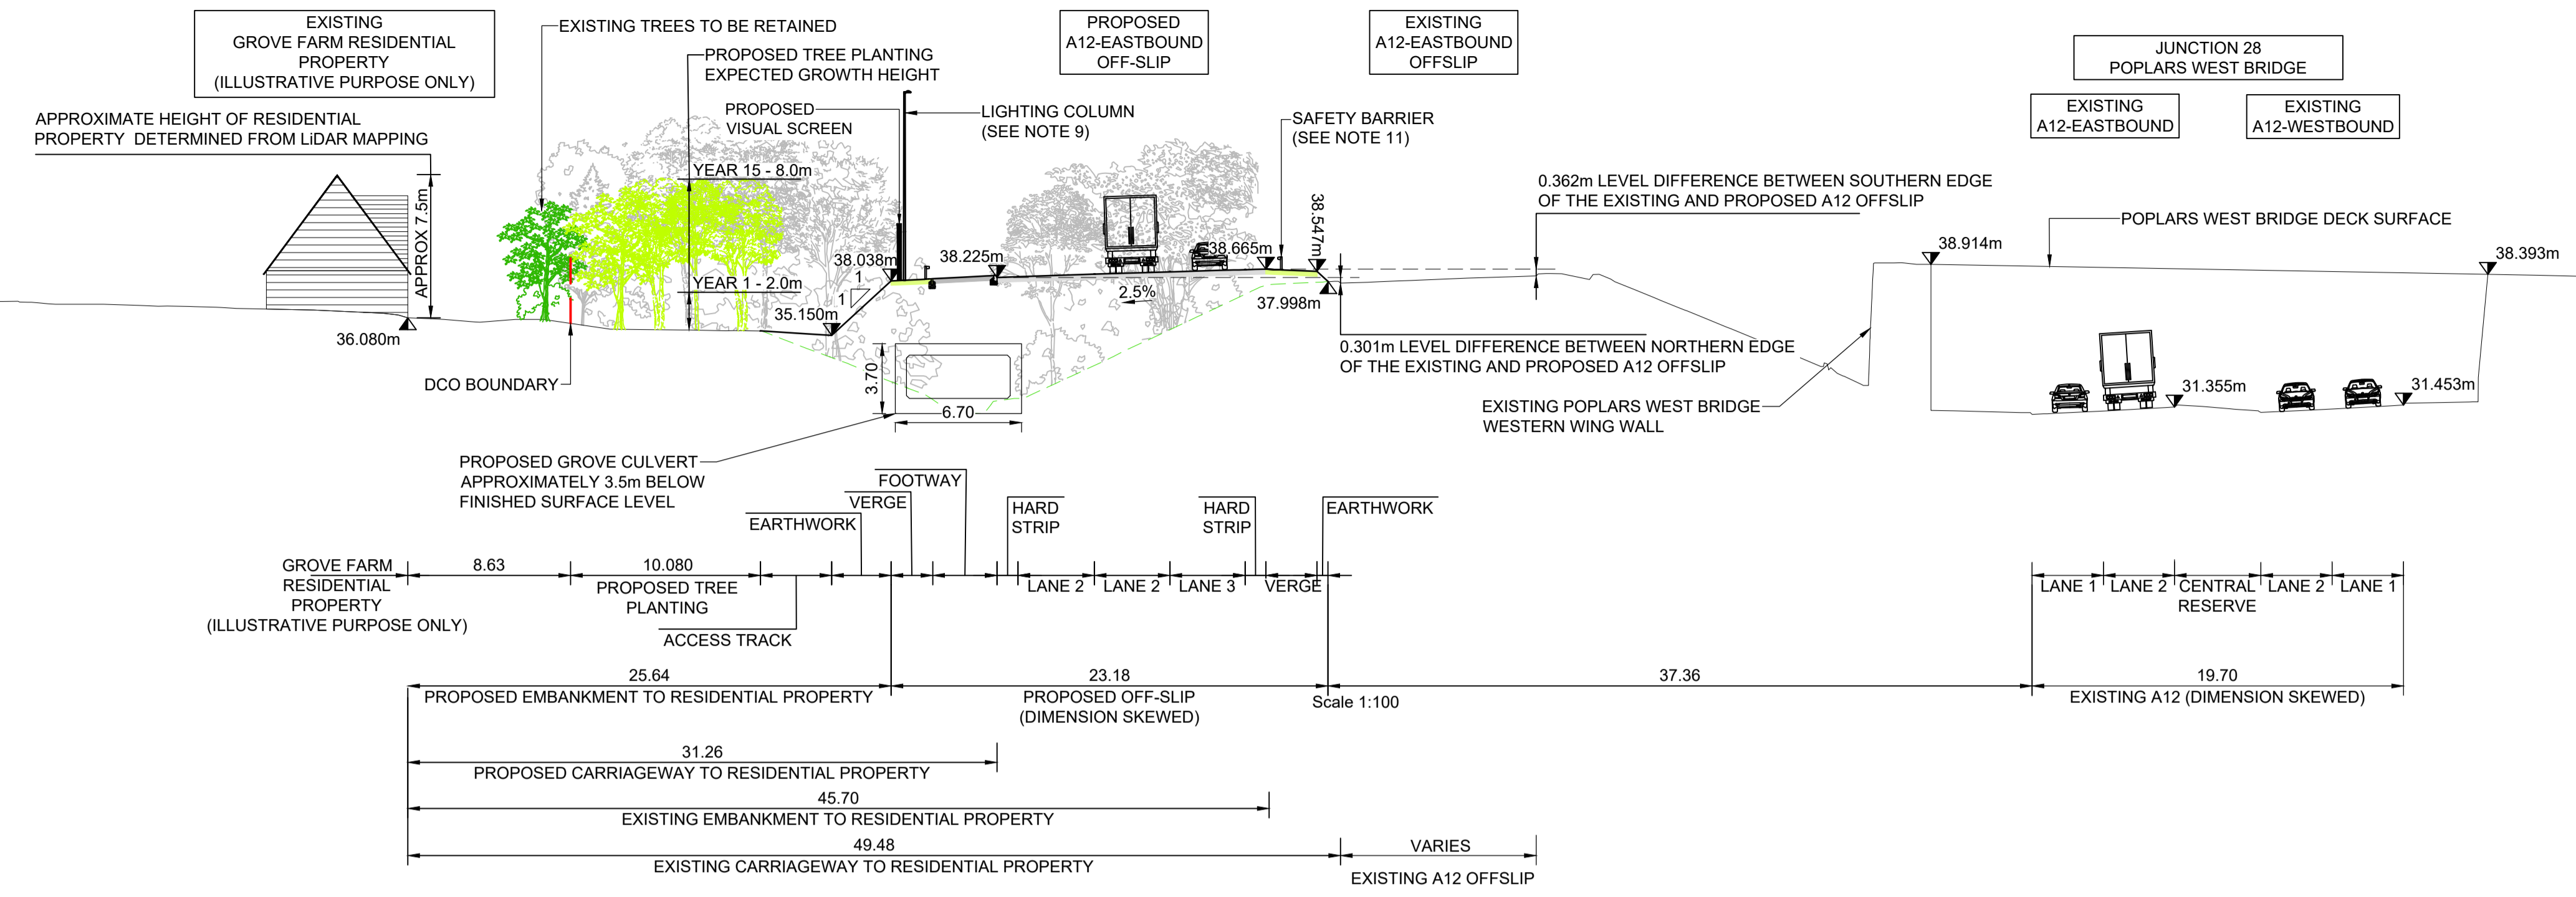 EXISTING
GROVE FARM RESIDENTIAL
PROPERTY
(ILLUSTRATIVE PURPOSE ONLY)
EXISTING TREES TO BE RETAINED
PROPOSED TREE PLANTING
EXPECTED GROWTH HEIGHT
PROPOSED
A12-EASTBOUND
OFF-SLIP
EXISTING
A12-EASTBOUND
OFFSLIP
JUNCTION 28
POPLARS WEST BRIDGE
EXISTING
A12-EASTBOUND
EXISTING
A12-WESTBOUND
APPROXIMATE HEIGHT OF RESIDENTIAL
PROPERTY DETERMINED FROM LiDAR MAPPING
PROPOSED
VISUAL SCREEN
LIGHTING COLUMN
(SEE NOTE 9)
SAFETY BARRIER
(SEE NOTE 11)
YEAR 15 - 8.0m
0.362m LEVEL DIFFERENCE BETWEEN SOUTHERN EDGE
OF THE EXISTING AND PROPOSED A12 OFFSLIP
POPLARS WEST BRIDGE DECK SURFACE
APPROX 7.5m
38.038m
38.225m
38.665m
38.547m
38.914m
38.393m
YEAR 1 - 2.0m
1
1
2.5%
37.998m
35.150m
36.080m
0.301m LEVEL DIFFERENCE BETWEEN NORTHERN EDGE
OF THE EXISTING AND PROPOSED A12 OFFSLIP
DCO BOUNDARY
3.70
6.70
31.355m
31.453m
EXISTING POPLARS WEST BRIDGE
WESTERN WING WALL
PROPOSED GROVE CULVERT
APPROXIMATELY 3.5m BELOW
FINISHED SURFACE LEVEL
FOOTWAY
VERGE
EARTHWORK
HARD
STRIP
HARD
STRIP
EARTHWORK
GROVE FARM
RESIDENTIAL
PROPERTY
(ILLUSTRATIVE PURPOSE ONLY)
8.63
10.080
PROPOSED TREE
PLANTING
ACCESS TRACK
LANE 2
LANE 2
LANE 3
VERGE
LANE 1
LANE 2
CENTRAL
RESERVE
LANE 2
LANE 1
25.64
PROPOSED EMBANKMENT TO RESIDENTIAL PROPERTY
23.18
PROPOSED OFF-SLIP
(DIMENSION SKEWED)
Scale 1:100
37.36
19.70
EXISTING A12 (DIMENSION SKEWED)
31.26
PROPOSED CARRIAGEWAY TO RESIDENTIAL PROPERTY
45.70
EXISTING EMBANKMENT TO RESIDENTIAL PROPERTY
49.48
EXISTING CARRIAGEWAY TO RESIDENTIAL PROPERTY
VARIES
EXISTING A12 OFFSLIP